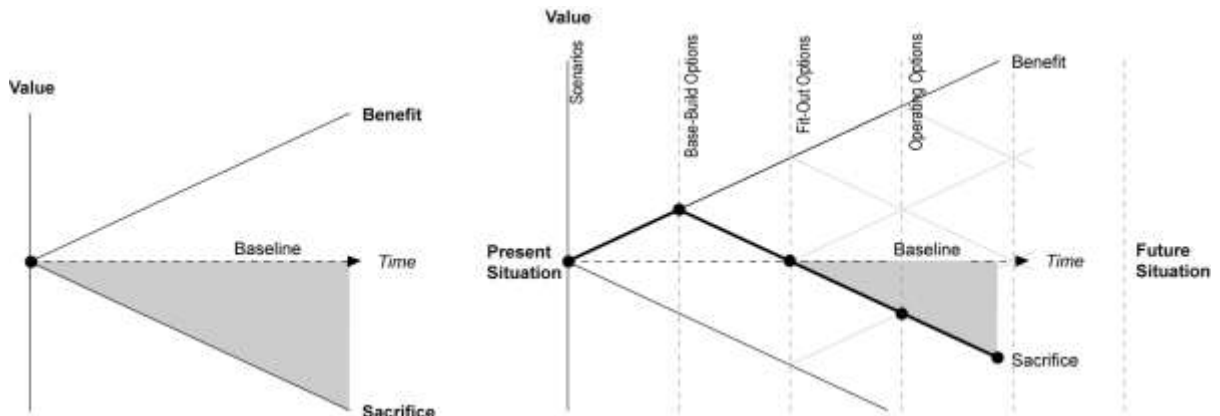 Value
Benefit
Baseline
Time
Sacrifice
Value
Scenarios
Base-Build Options
Fit-Out Options
Operating Options
Benefit
Present
Situation
Baseline
Time
Future
Situation
Sacrifice